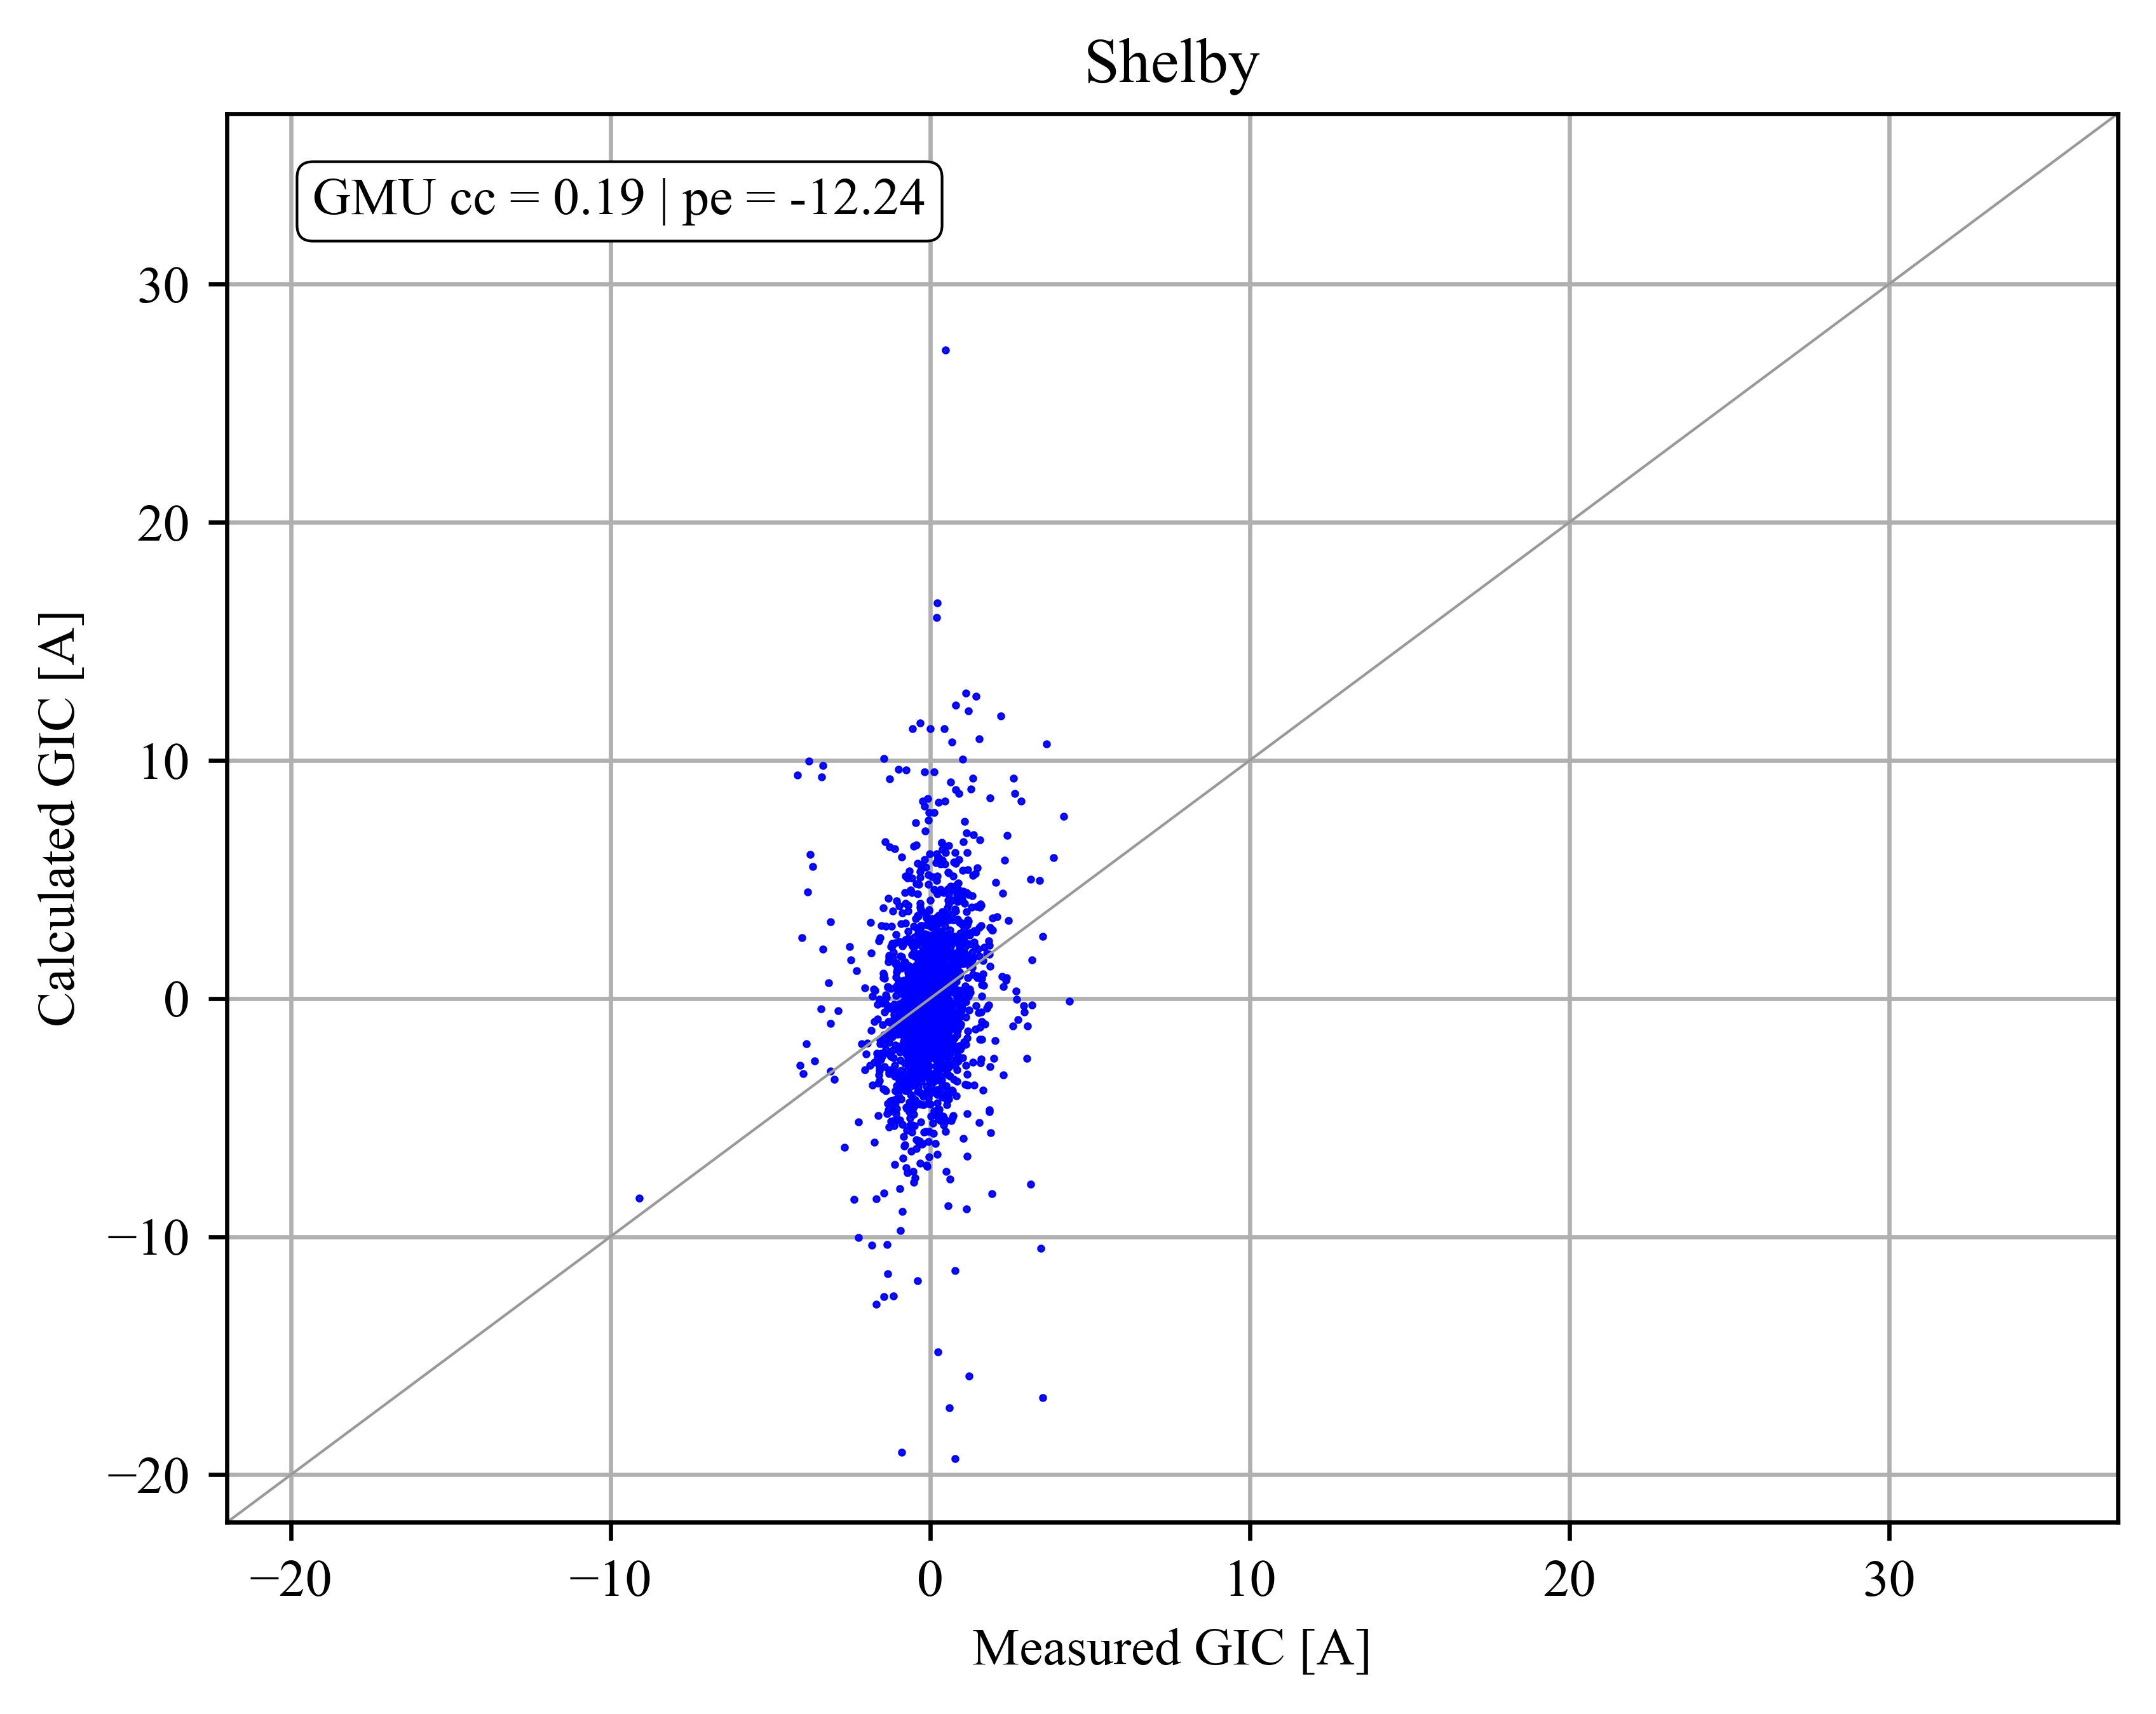 Shelby
GMU cc = 0.19 | pe = -12.24
30
20
10
0
−10
−20
Calculated GIC [A]
−20 −10 0 10 20 30
Measured GIC [A]